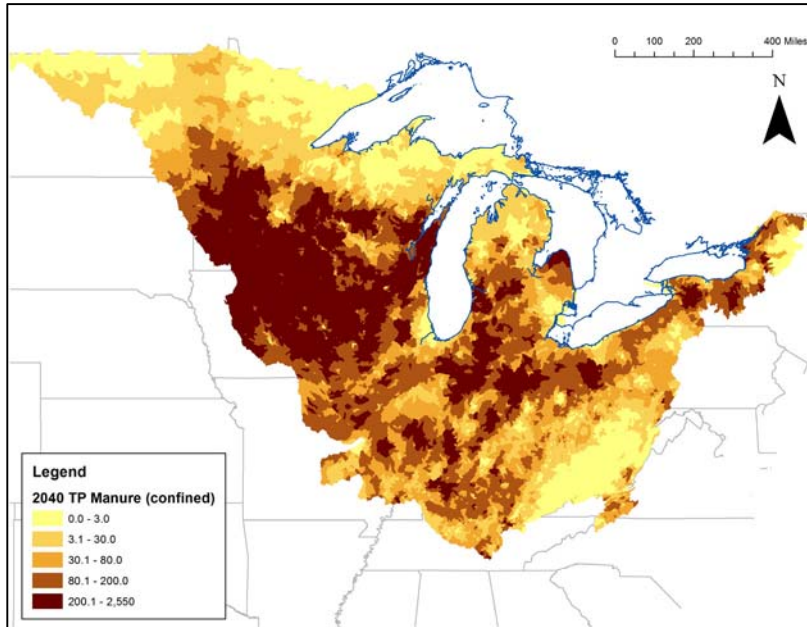 0 100 200 400 Miles
N
Legend
2040 TP Manure (confined)
0.0 - 3.0
3.1 - 30.0
30.1 - 80.0
80.1 - 200.0
200.1 - 2,550